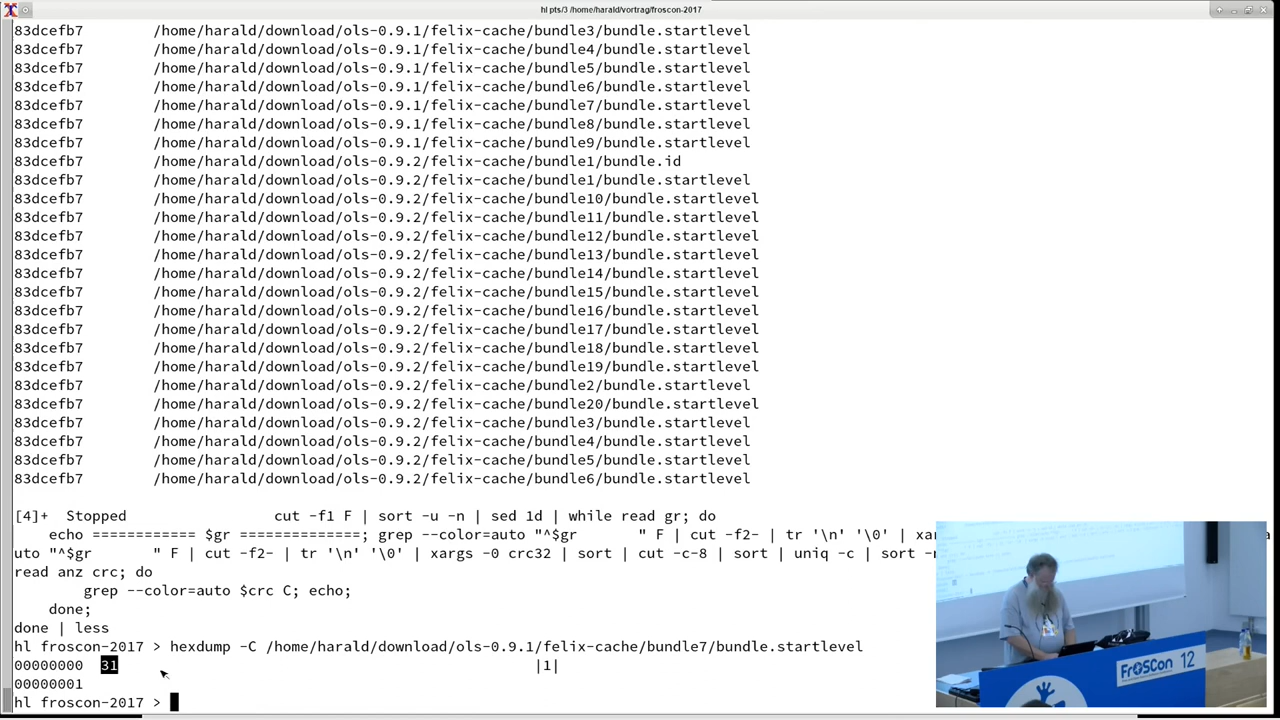 hl pts/3 /home/harald/vortrag/froscon-2017
83dcefb7 /home/harald/download/ols-0.9.1/felix-cache/bundle3/bundle.startlevel
83dcefb7 /home/harald/download/ols-0.9.1/felix-cache/bundle4/bundle.startlevel
83dcefb7 /home/harald/download/ols-0.9.1/felix-cache/bundle5/bundle.startlevel
83dcefb7 /home/harald/download/ols-0.9.1/felix-cache/bundle6/bundle.startlevel
83dcefb7 /home/harald/download/ols-0.9.1/felix-cache/bundle7/bundle.startlevel
83dcefb7 /home/harald/download/ols-0.9.1/felix-cache/bundle8/bundle.startlevel
83dcefb7 /home/harald/download/ols-0.9.1/felix-cache/bundle9/bundle.startlevel
83dcefb7 /home/harald/download/ols-0.9.2/felix-cache/bundle1/bundle.id
83dcefb7 /home/harald/download/ols-0.9.2/felix-cache/bundle1/bundle.startlevel
83dcefb7 /home/harald/download/ols-0.9.2/felix-cache/bundle10/bundle.startlevel
83dcefb7 /home/harald/download/ols-0.9.2/felix-cache/bundle11/bundle.startlevel
83dcefb7 /home/harald/download/ols-0.9.2/felix-cache/bundle12/bundle.startlevel
83dcefb7 /home/harald/download/ols-0.9.2/felix-cache/bundle13/bundle.startlevel
83dcefb7 /home/harald/download/ols-0.9.2/felix-cache/bundle14/bundle.startlevel
83dcefb7 /home/harald/download/ols-0.9.2/felix-cache/bundle15/bundle.startlevel
83dcefb7 /home/harald/download/ols-0.9.2/felix-cache/bundle16/bundle.startlevel
83dcefb7 /home/harald/download/ols-0.9.2/felix-cache/bundle17/bundle.startlevel
83dcefb7 /home/harald/download/ols-0.9.2/felix-cache/bundle18/bundle.startlevel
83dcefb7 /home/harald/download/ols-0.9.2/felix-cache/bundle19/bundle.startlevel
83dcefb7 /home/harald/download/ols-0.9.2/felix-cache/bundle2/bundle.startlevel
83dcefb7 /home/harald/download/ols-0.9.2/felix-cache/bundle20/bundle.startlevel
83dcefb7 /home/harald/download/ols-0.9.2/felix-cache/bundle3/bundle.startlevel
83dcefb7 /home/harald/download/ols-0.9.2/felix-cache/bundle4/bundle.startlevel
83dcefb7 /home/harald/download/ols-0.9.2/felix-cache/bundle5/bundle.startlevel
83dcefb7 /home/harald/download/ols-0.9.2/felix-cache/bundle6/bundle.startlevel
[4]+ Stopped cut -f1 F | sort -u -n | sed 1d | while read gr; do
echo ============ $gr ==============; grep --color=auto "^$gr " F | cut -f2- | tr '\n' '\0' | xar
uto "^$gr " F | cut -f2- | tr '\n' '\0' | xargs -0 crc32 | sort | cut -c-8 | sort | uniq -c | sort -
read anz crc; do
grep --color=auto $crc C; echo;
done;
done | less
hl froscon-2017 > hexdump -C /home/harald/download/ols-0.9.1/felix-cache/bundle7/bundle.startlevel
00000000 31 |1|
00000001
hl froscon-2017 >
FrOSCon 12